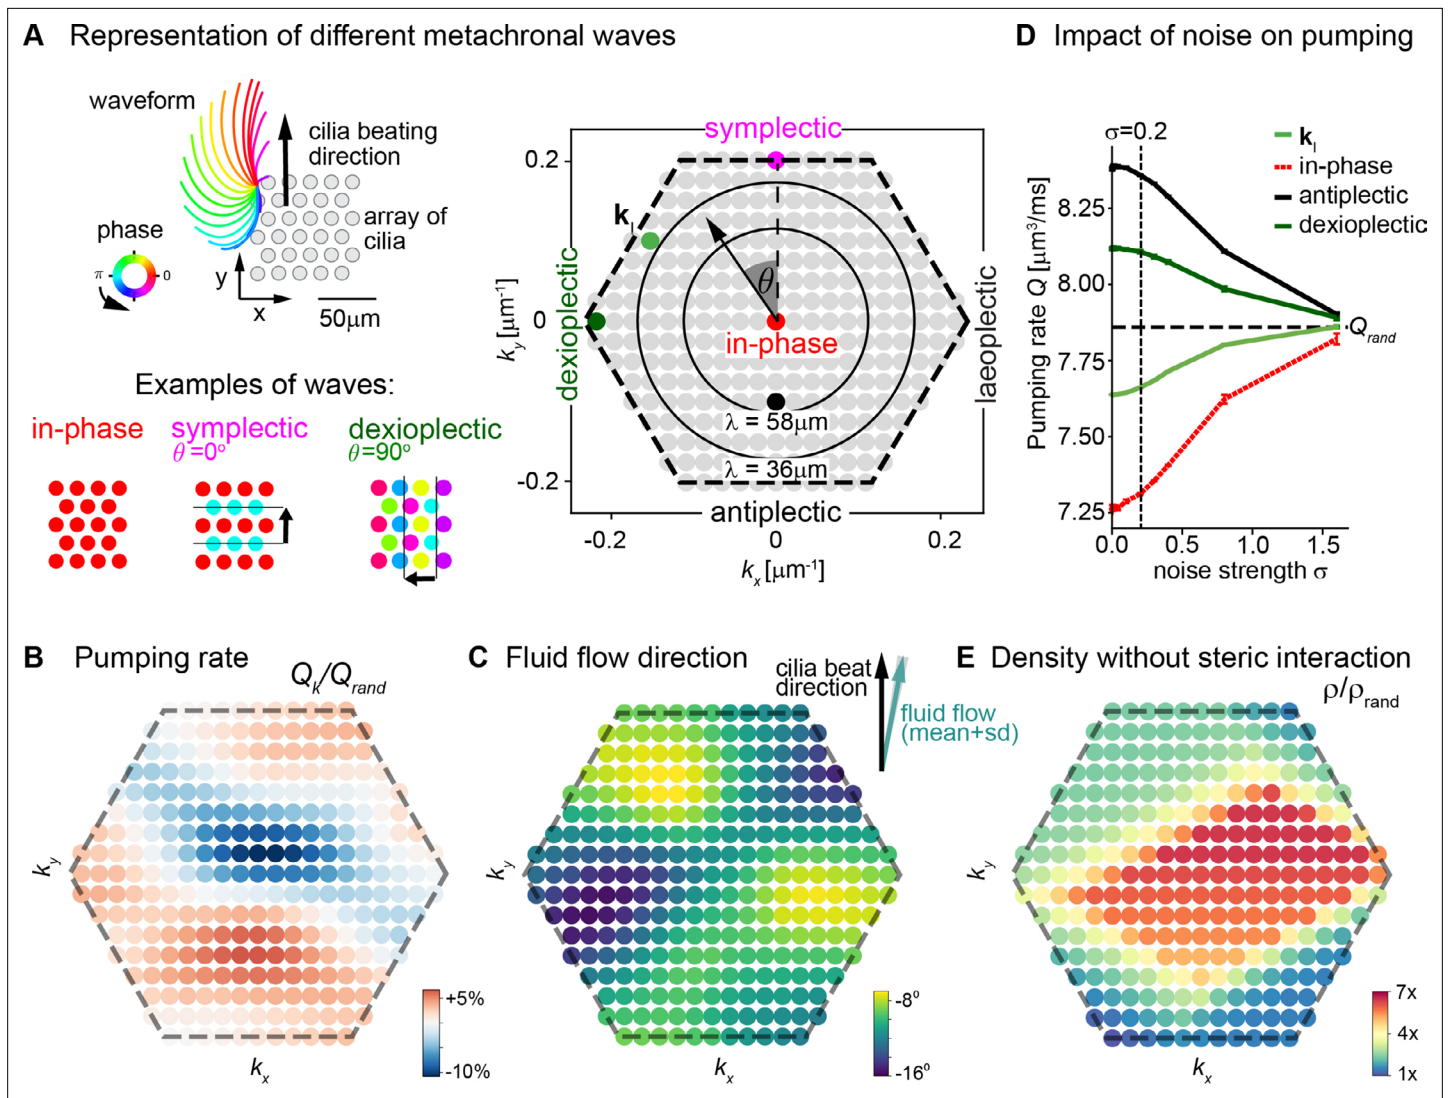 A Representation of different metachronal waves
waveform
cilia beating
direction
array of
cilia
phase
π
0
y
x
50μm
Examples of waves:
in-phase
symplectic
θ=0°
dexioplectic
θ=90°
symplectic
0.2
k_I
θ
k_y [μm⁻¹]
0
dexioplectic
in-phase
laeoplectic
λ = 58μm
λ = 36μm
-0.2
antiplectic
-0.2
0
0.2
k_x [μm⁻¹]
D Impact of noise on pumping
σ=0.2
k_I
in-phase
antiplectic
dexioplectic
Pumping rate Q [μm³/ms]
8.25
8.00
7.75
7.50
7.25
Q_rand
0.0
0.5
1.0
1.5
noise strength σ
B Pumping rate
Q_k/Q_rand
k_y
k_x
+5%
-10%
C Fluid flow direction
cilia beat
direction
fluid flow
(mean+sd)
k_y
k_x
-8°
-16°
E Density without steric interaction
ρ/ρ_rand
k_y
k_x
7x
4x
1x